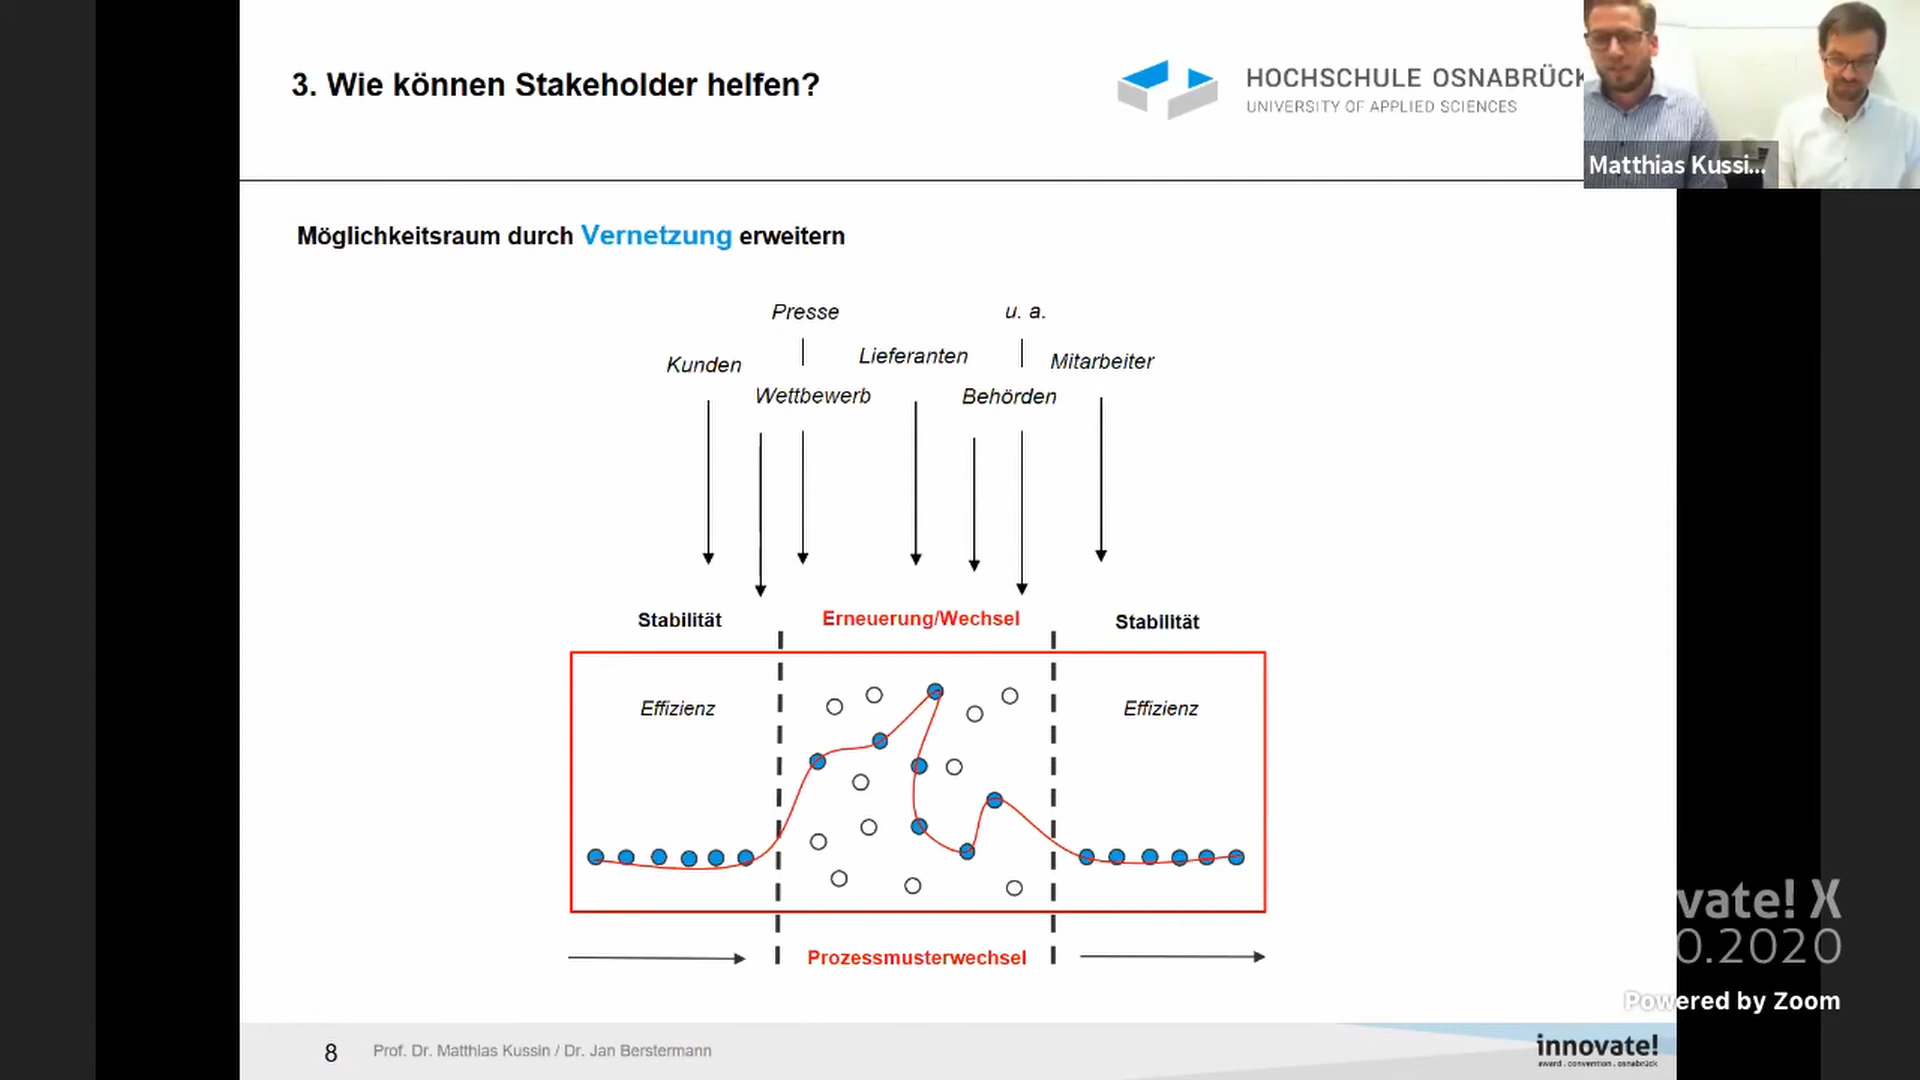 3. Wie können Stakeholder helfen?
HOCHSCHULE OSNABRÜCK
UNIVERSITY OF APPLIED SCIENCES
Matthias Kussi...
Möglichkeitsraum durch Vernetzung erweitern
Presse
u. a.
Kunden
Lieferanten
Mitarbeiter
Wettbewerb
Behörden
Stabilität
Erneuerung/Wechsel
Stabilität
Effizienz
Effizienz
Prozessmusterwechsel
vate! X
0.2020
Powered by Zoom
8
Prof. Dr. Matthias Kussin / Dr. Jan Berstermann
innovate!
award . convention . osnabrück